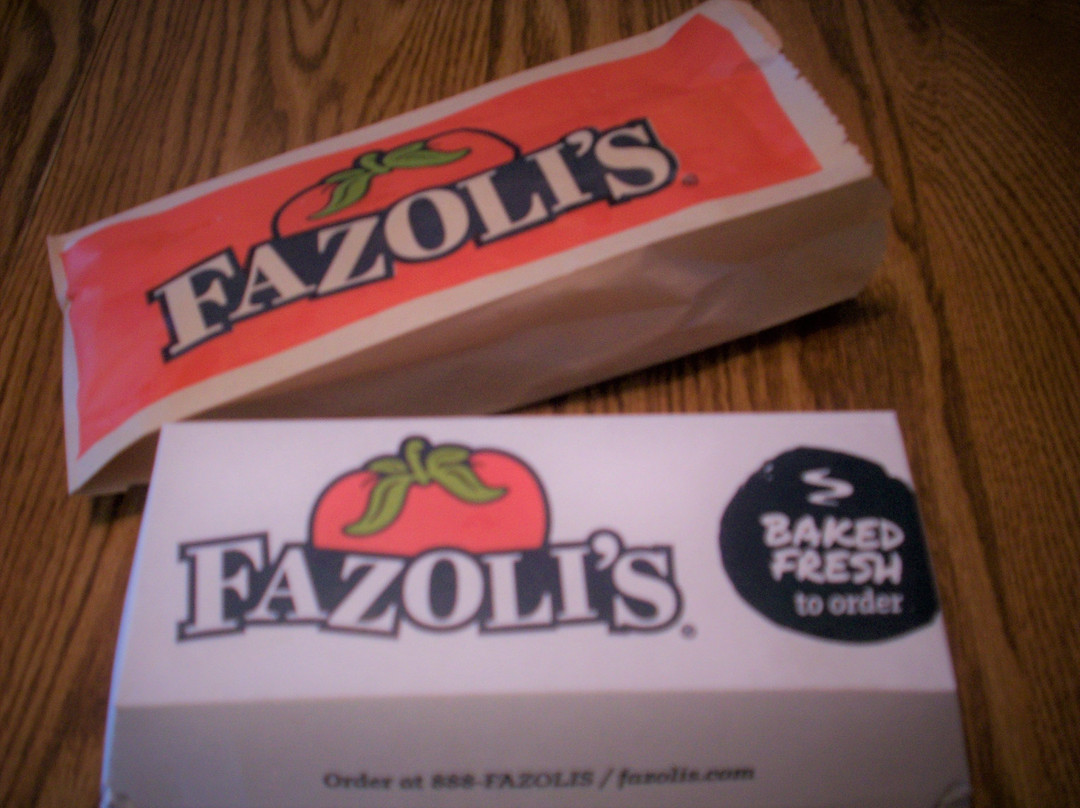 FAZOLI'S
FAZOLI'S
BAKED
FRESH
to order
Order at 888-FAZOLIS / fazolis.com